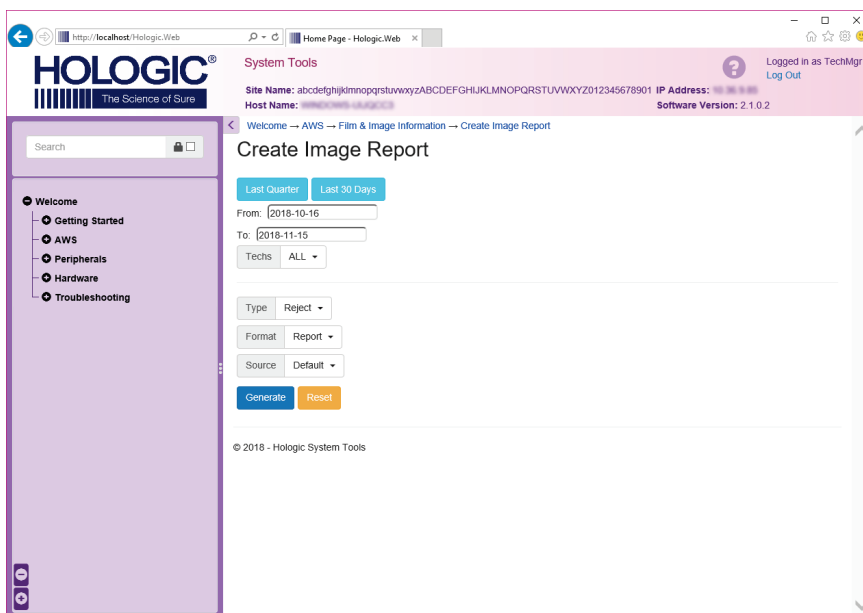 http://localhost/Hologic.Web
Home Page - Hologic.Web
HOLOGIC®
The Science of Sure
System Tools
Logged in as TechMgr
Log Out
Site Name: abcdefghijklmnopqrstuvwxyzABCDEFGHIJKLMNOPQRSTUVWXYZ012345678901 IP Address:
Host Name:
Software Version: 2.1.0.2
Search
Welcome
Getting Started
AWS
Peripherals
Hardware
Troubleshooting
Welcome → AWS → Film & Image Information → Create Image Report
Create Image Report
Last Quarter Last 30 Days
From: 2018-10-16
To: 2018-11-15
Techs ALL
Type Reject
Format Report
Source Default
Generate Reset
© 2018 - Hologic System Tools